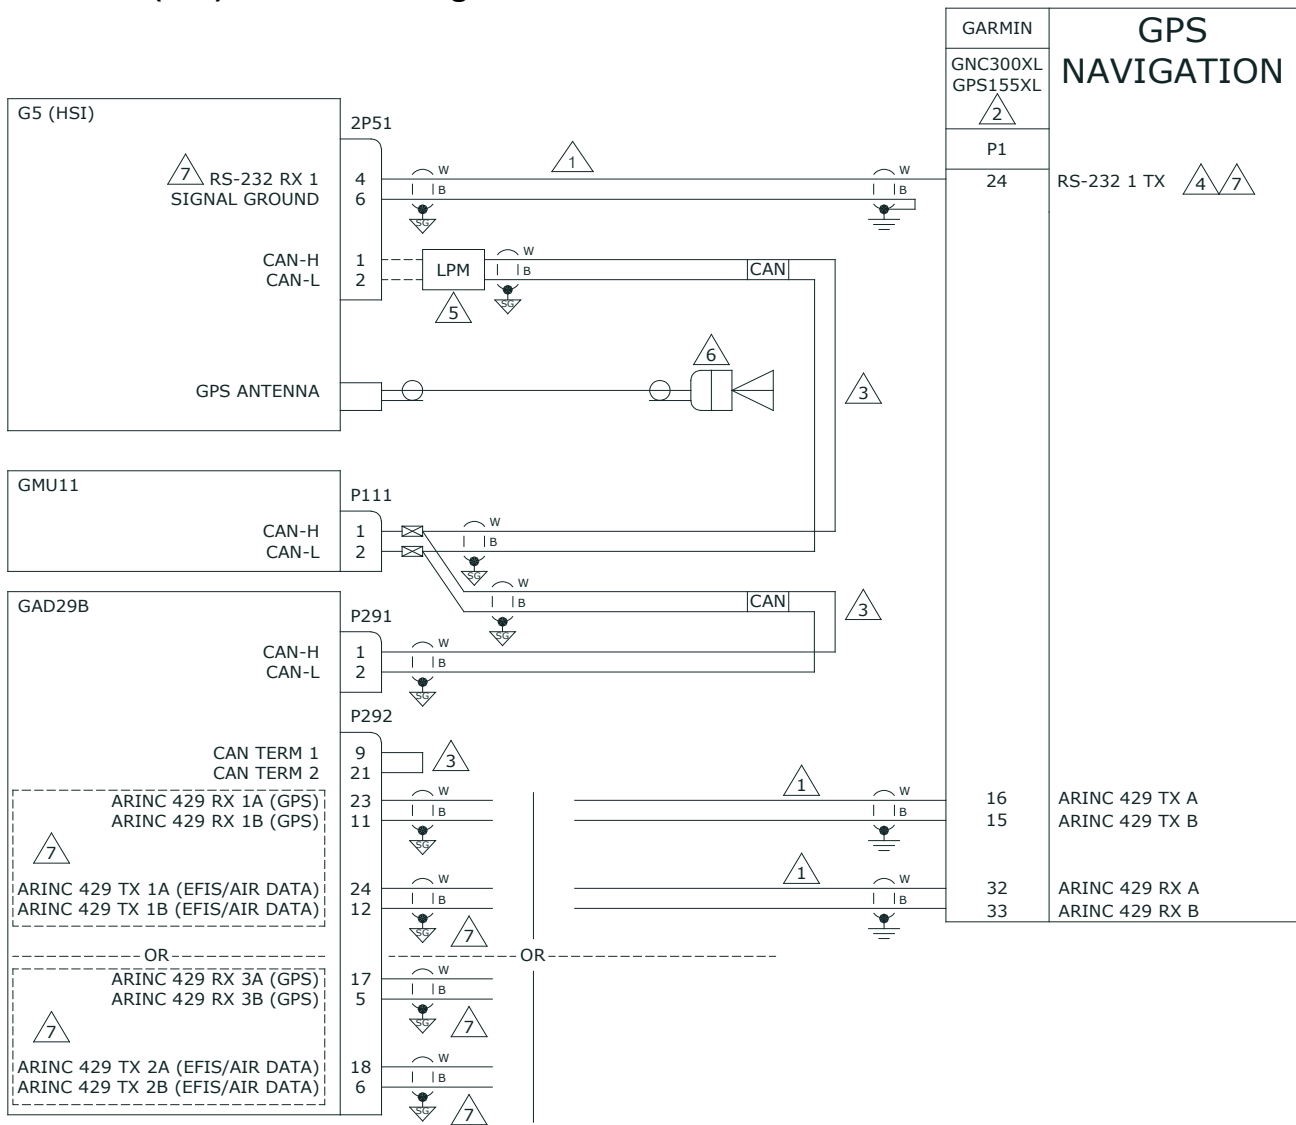 GARMIN
GPS
NAVIGATION
GNC300XL
GPS155XL
2
P1
24
RS-232 1 TX
4
7
G5 (HSI)
2P51
7
RS-232 RX 1
4
W
1
W
SIGNAL GROUND
6
B
B
SG
CAN-H
1
W
CAN-L
2
LPM
B
CAN
5
SG
6
GPS ANTENNA
3
GMU11
P111
CAN-H
1
W
CAN-L
2
B
SG
W
B
CAN
3
SG
GAD29B
P291
CAN-H
1
W
CAN-L
2
B
SG
P292
CAN TERM 1
9
CAN TERM 2
21
3
ARINC 429 RX 1A (GPS)
23
W
1
W
16
ARINC 429 TX A
ARINC 429 RX 1B (GPS)
11
B
B
15
ARINC 429 TX B
SG
7
ARINC 429 TX 1A (EFIS/AIR DATA)
24
W
1
W
32
ARINC 429 RX A
ARINC 429 TX 1B (EFIS/AIR DATA)
12
B
B
33
ARINC 429 RX B
SG
7
OR
OR
ARINC 429 RX 3A (GPS)
17
W
ARINC 429 RX 3B (GPS)
5
B
SG
7
7
ARINC 429 TX 2A (EFIS/AIR DATA)
18
W
ARINC 429 TX 2B (EFIS/AIR DATA)
6
B
SG
7